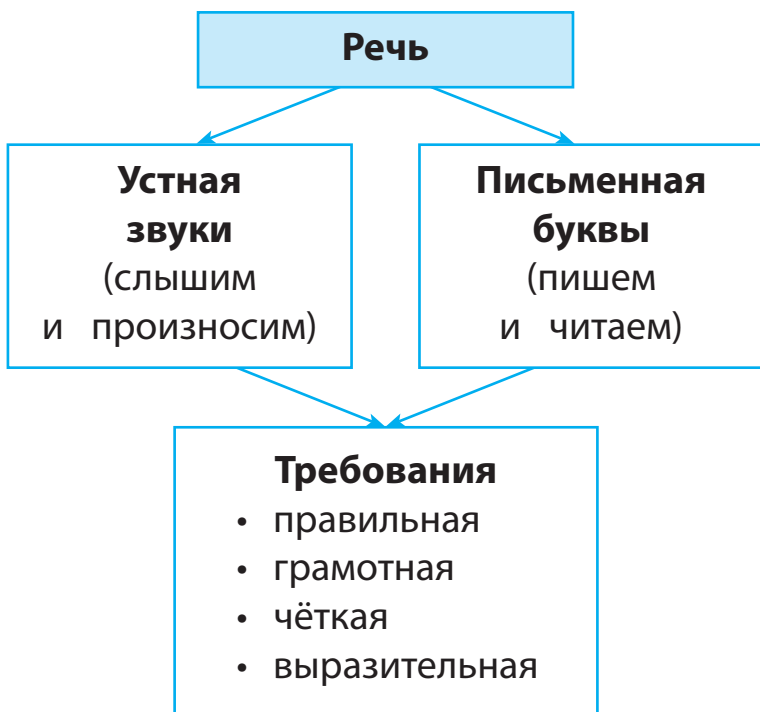 Речь
Устная
звуки
(слышим
и произносим)
Письменная
буквы
(пишем
и читаем)
Требования
• правильная
• грамотная
• чёткая
• выразительная